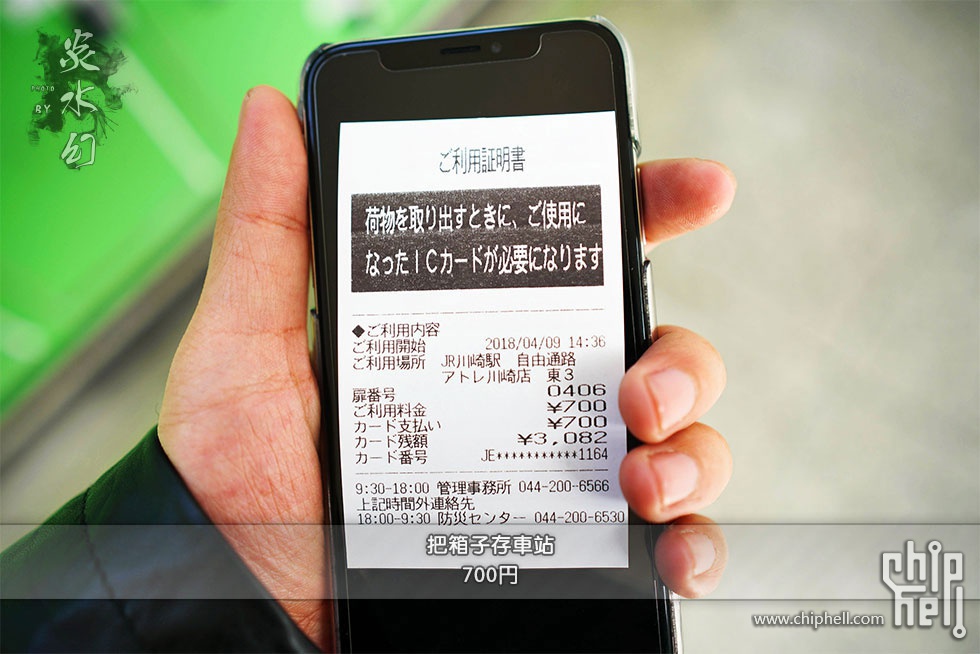 炎水幻
PHOTO
BY
ご利用証明書
荷物を取り出すときに、ご使用に
なったICカードが必要になります
◆ご利用内容
ご利用開始 2018/04/09 14:36
ご利用場所 JR川崎駅 自由通路
アトレ川崎店 東3
扉番号 0406
ご利用料金 ¥700
カード支払い ¥700
カード残額 ¥3,082
カード番号 JE***********1164
9:30-18:00 管理事務所 044-200-6566
上記時間外連絡先
18:00-9:30 防災センター 044-200-6530
把箱子存車站
700円
chip
hell
www.chiphell.com